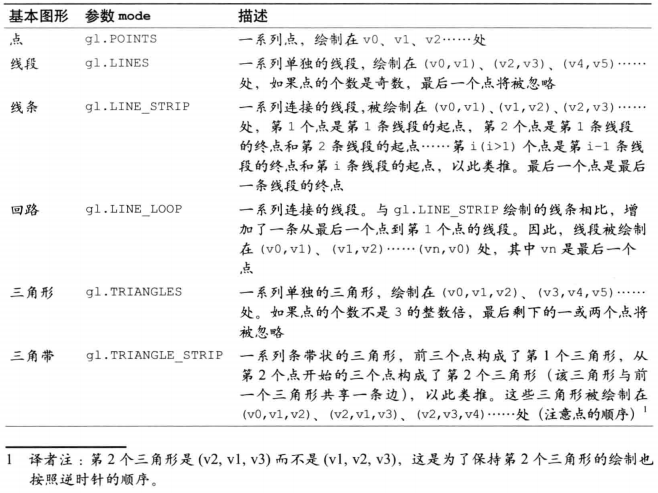 基本图形 参数 mode 描述
点 gl.POINTS 一系列点，绘制在 v0、v1、v2……处
线段 gl.LINES 一系列单独的线段，绘制在 (v0,v1)、(v2,v3)、(v4,v5)……
处，如果点的个数是奇数，最后一个点将被忽略
线条 gl.LINE_STRIP 一系列连接的线段，被绘制在 (v0,v1)、(v1,v2)、(v2,v3)……
处，第 1 个点是第 1 条线段的起点，第 2 个点是第 1 条线段
的终点和第 2 条线段的起点……第 i(i>1) 个点是第 i-1 条线
段的终点和第 i 条线段的起点，以此类推。最后一个点是最后
一条线段的终点
回路 gl.LINE_LOOP 一系列连接的线段。与 gl.LINE_STRIP 绘制的线条相比，增
加了一条从最后一个点到第 1 个点的线段。因此，线段被绘制
在 (v0,v1)、(v1,v2)……(vn,v0) 处，其中 vn 是最后一个
点
三角形 gl.TRIANGLES 一系列单独的三角形，绘制在 (v0,v1,v2)、(v3,v4,v5)……
处。如果点的个数不是 3 的整数倍，最后剩下的一或两个点将
被忽略
三角带 gl.TRIANGLE_STRIP 一系列条带状的三角形，前三个点构成了第 1 个三角形，从
第 2 个点开始的三个点构成了第 2 个三角形（该三角形与前
一个三角形共享一条边），以此类推。这些三角形被绘制在
(v0,v1,v2)、(v2,v1,v3)、(v2,v3,v4)……处（注意点的顺序）1
1 译者注：第 2 个三角形是 (v2, v1, v3) 而不是 (v1, v2, v3)，这是为了保持第 2 个三角形的绘制也
按照逆时针的顺序。